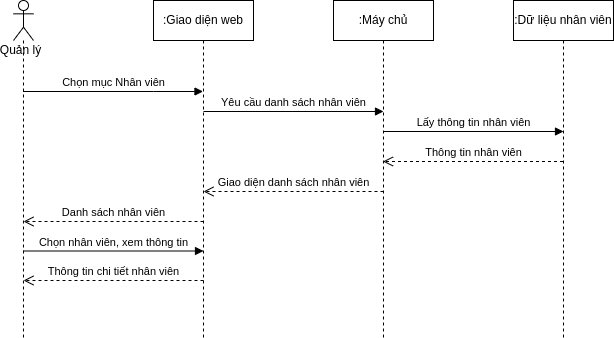 :Giao diện web
:Máy chủ
:Dữ liệu nhân viên
Quản lý
Chọn mục Nhân viên
Yêu cầu danh sách nhân viên
Lấy thông tin nhân viên
Thông tin nhân viên
Giao diện danh sách nhân viên
Danh sách nhân viên
Chọn nhân viên, xem thông tin
Thông tin chi tiết nhân viên